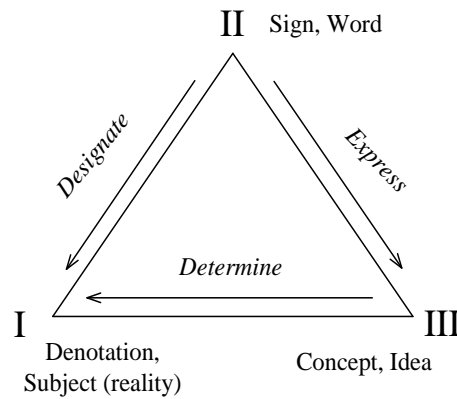 II Sign, Word
Designate
Express
Determine
I
III
Denotation,
Subject (reality)
Concept, Idea